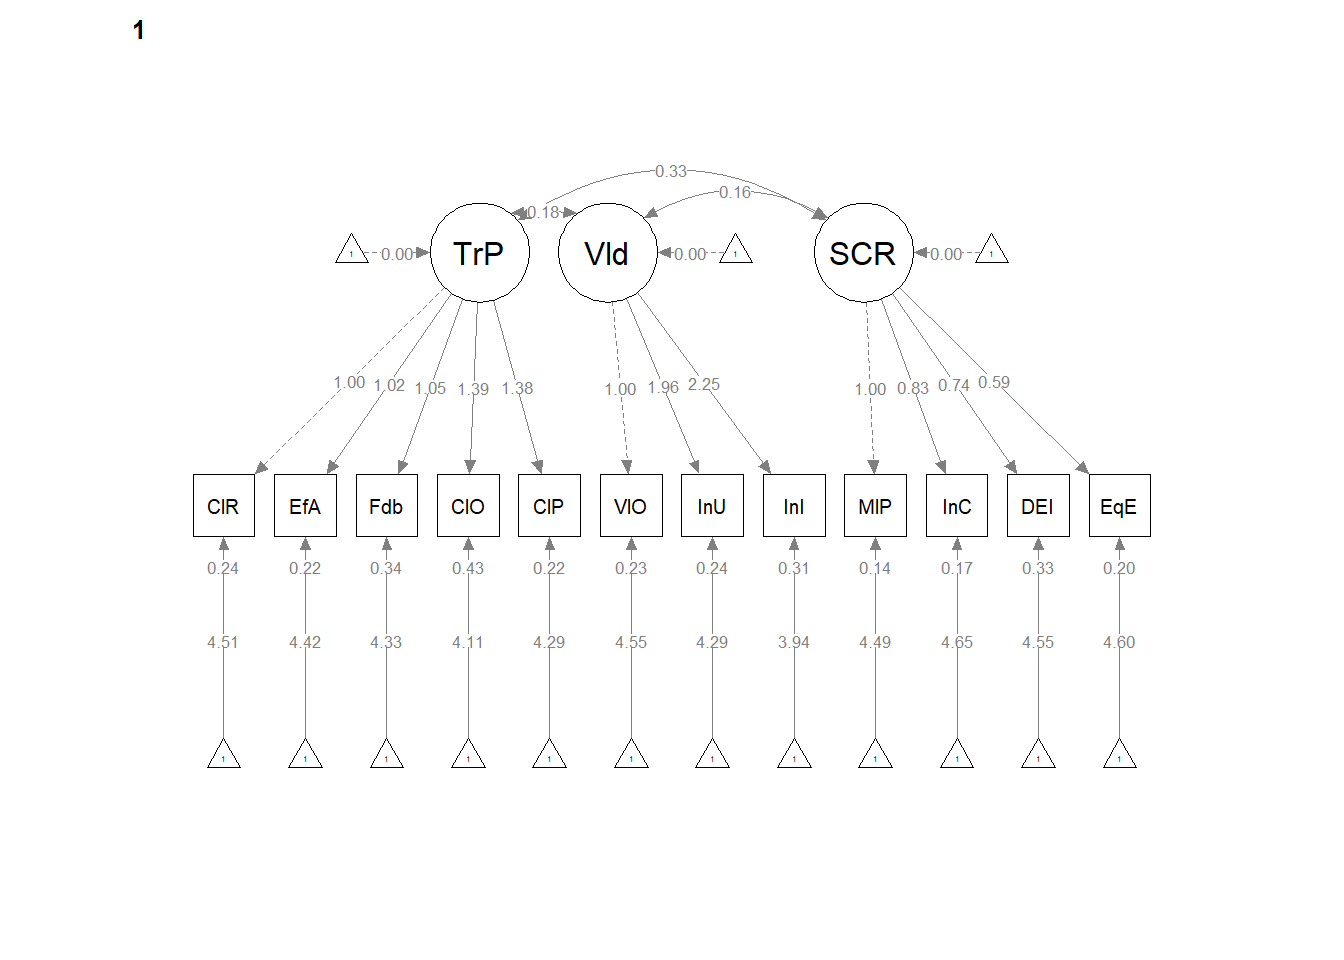 1
0.33
0.16
0.18
1 0.00 TrP Vld 0.00 1 SCR 0.00 1
1.00 1.02 1.05 1.39 1.38 1.00 1.96 2.25 1.00 0.83 0.74 0.59
ClR EfA Fdb ClO ClP VlO InU InI MIP InC DEI EqE
0.24 0.22 0.34 0.43 0.22 0.23 0.24 0.31 0.14 0.17 0.33 0.20
4.51 4.42 4.33 4.11 4.29 4.55 4.29 3.94 4.49 4.65 4.55 4.60
1 1 1 1 1 1 1 1 1 1 1 1